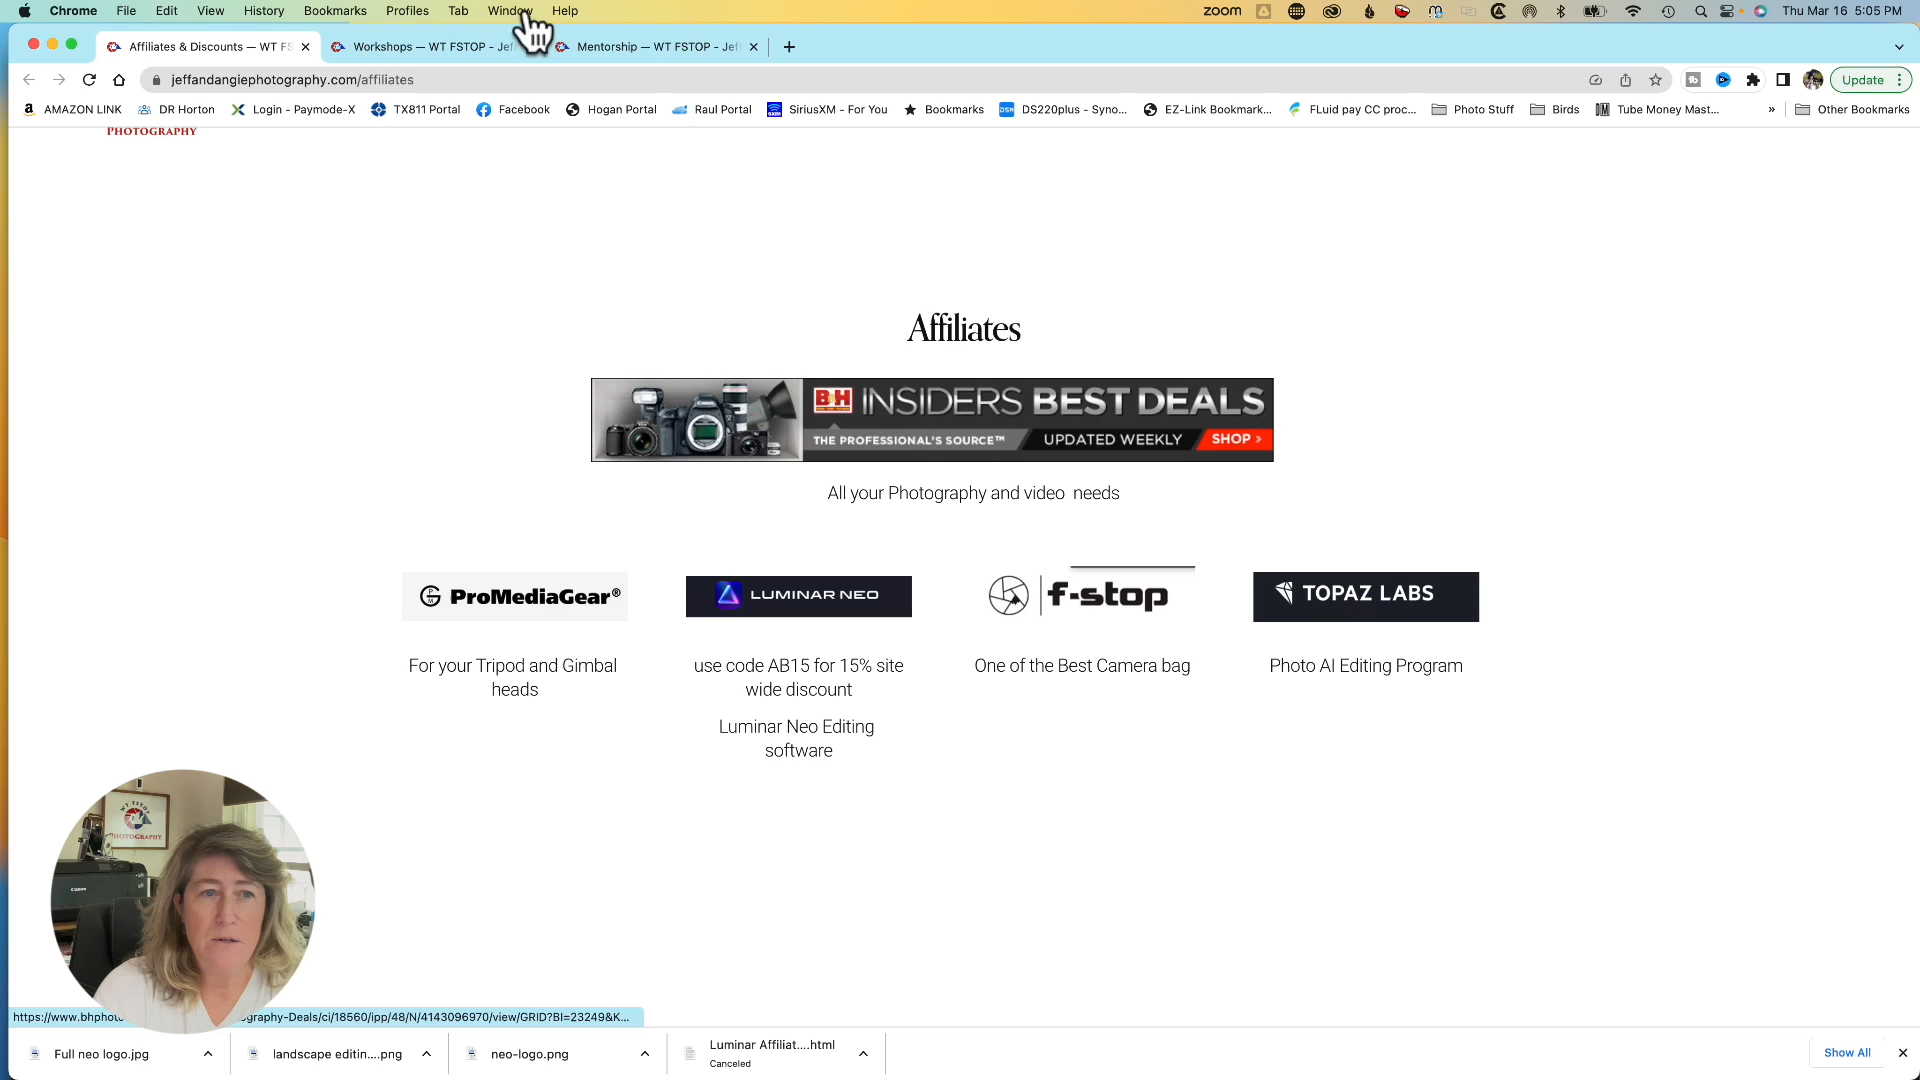 Chrome File Edit View History Bookmarks Profiles Tab Window Help zoom Thu Mar 16 5:05 PM
Affiliates & Discounts — WT FS Workshops — WT FSTOP - Jef Mentorship — WT FSTOP - Jef
jeffandangiephotography.com/affiliates Update
AMAZON LINK DR Horton Login - Paymode-X TX811 Portal Facebook Hogan Portal Raul Portal SiriusXM - For You Bookmarks DS220plus - Syno... EZ-Link Bookmark... FLuid pay CC proc... Photo Stuff Birds Tube Money Mast... » Other Bookmarks
PHOTOGRAPHY
Affiliates
B&H INSIDERS BEST DEALS
THE PROFESSIONAL'S SOURCE™ UPDATED WEEKLY SHOP »
All your Photography and video needs
ProMediaGear®
LUMINAR NEO
f-stop
TOPAZ LABS
For your Tripod and Gimbal
heads
use code AB15 for 15% site
wide discount
Luminar Neo Editing
software
One of the Best Camera bag
Photo AI Editing Program
WT FSTOP
PHOTOGRAPHY
Canon
https://www.bhphoto graphy-Deals/ci/18560/ipp/48/N/4143096970/view/GRID?BI=23249&K...
Full neo logo.jpg landscape editin....png neo-logo.png Luminar Affiliat....html
Canceled
Show All